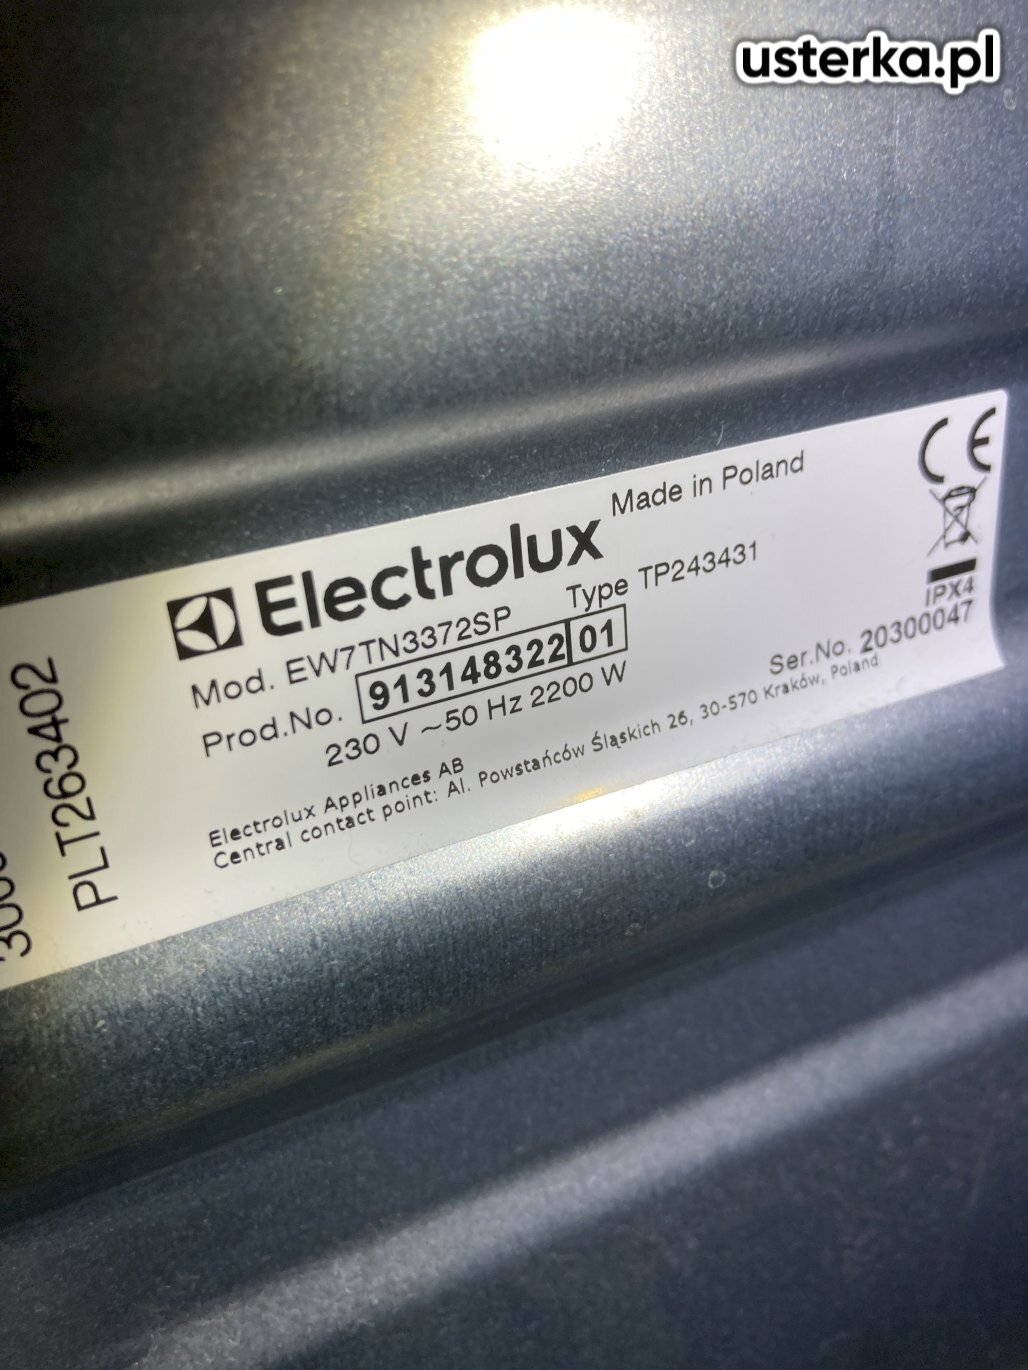 usterka.pl
Electrolux
Made in Poland
Mod. EW7TN3372SP
Type TP243431
Prod.No. 913148322 01
230 V ~50 Hz 2200 W
Ser.No. 20300047
IPX4
Electrolux Appliances AB
Central contact point: Al. Powstańców Śląskich 26, 30-570 Kraków, Poland
PLT263402